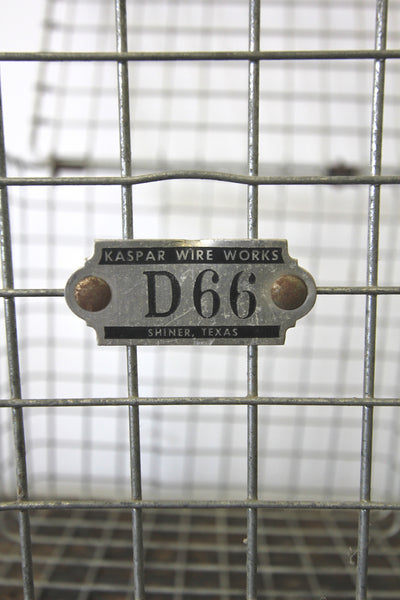 KASPAR WIRE WORKS
D66
SHINER, TEXAS